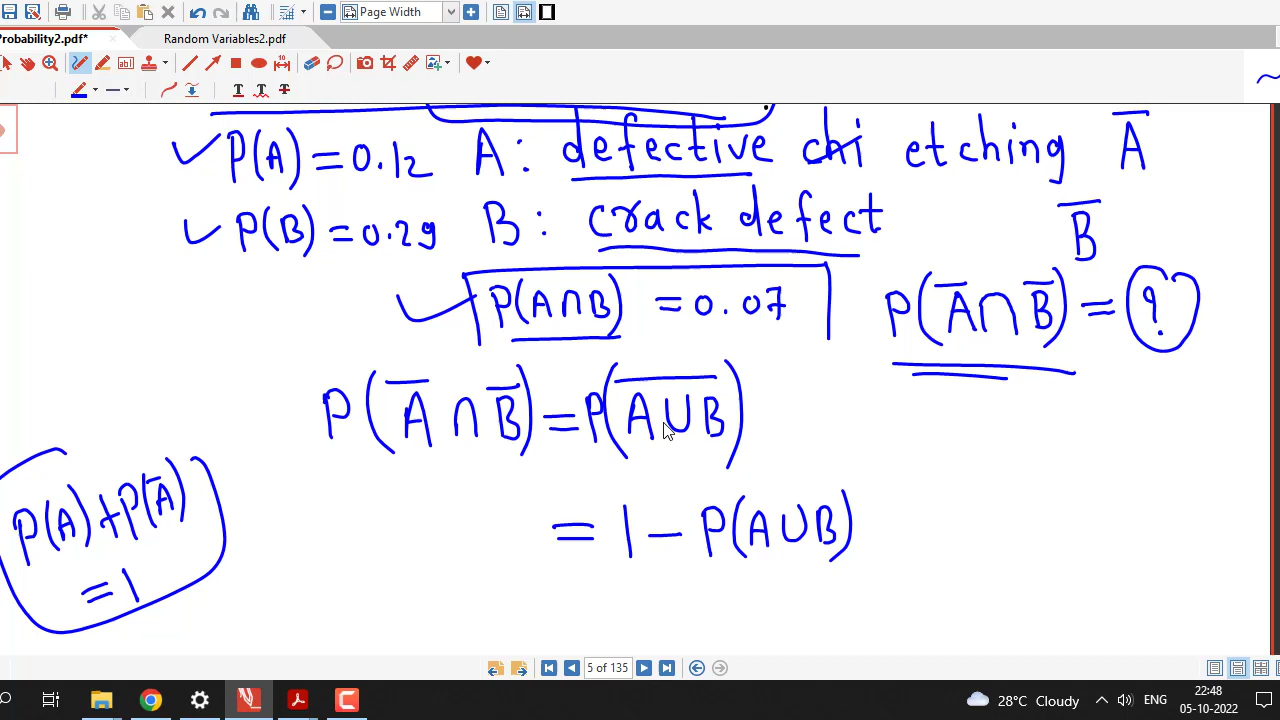 Page Width
Probability2.pdf*
Random Variables2.pdf
P(A) = 0.12 A: defective chi etching A̅
P(B) = 0.29 B: crack defect B̅
P(A∩B) = 0.07 P(A̅∩B̅) = ?
P(A̅ ∩ B̅) = P(A̅∪̅B̅)
P(A)+P(A̅)
= 1
= 1 − P(A∪B)
5 of 135
28°C Cloudy
ENG
22:48
05-10-2022